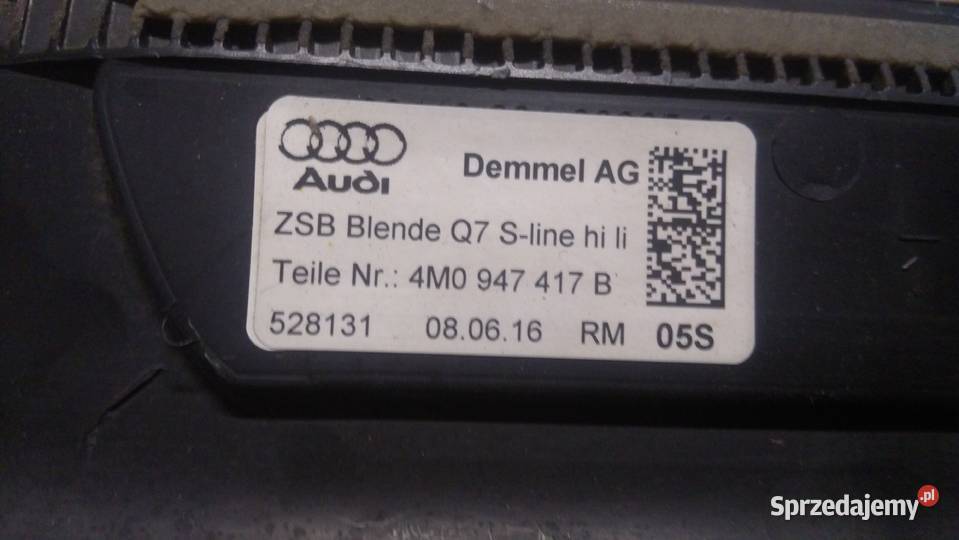 Audi
Demmel AG
ZSB Blende Q7 S-line hi li
Teile Nr.: 4M0 947 417 B
528131 08.06.16 RM 05S
Sprzedajemy.pl